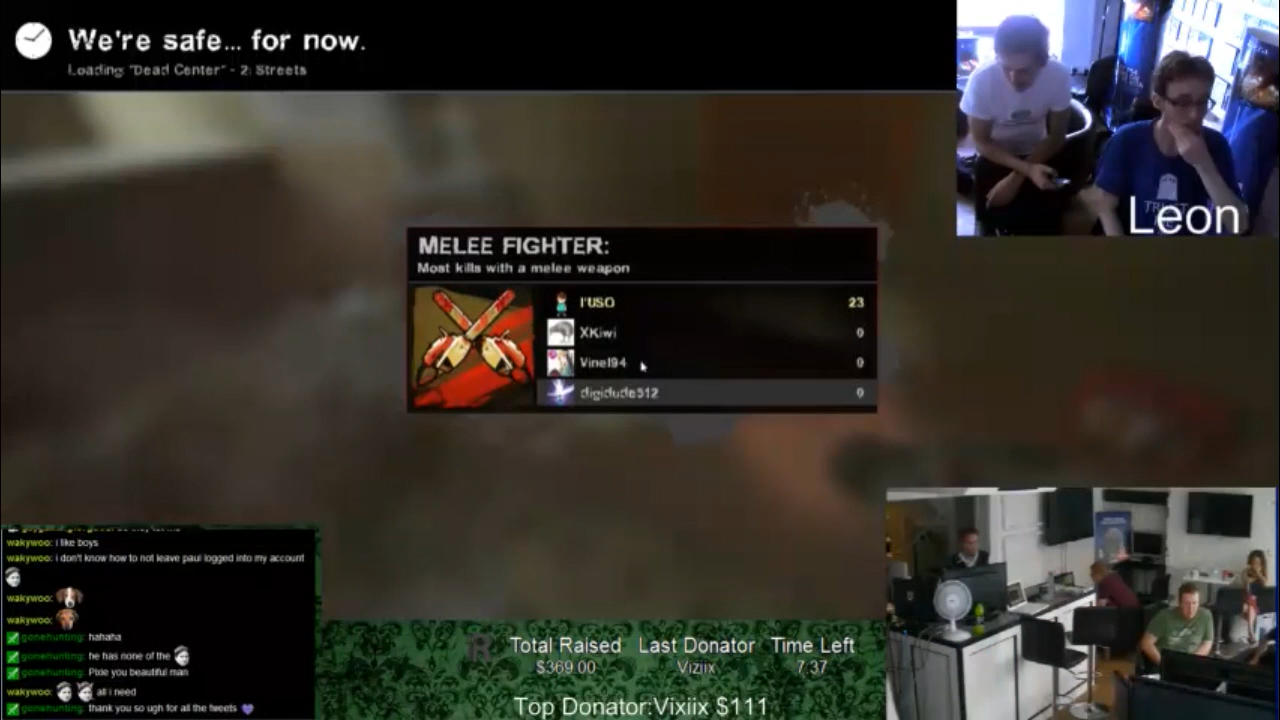 We're safe... for now.
Loading "Dead Center" - 2: Streets
Leon
MELEE FIGHTER:
Most kills with a melee weapon
I'USO 23
XKiwi 0
Vinel94 0
digidude512 0
wakywoo: i like boys
wakywoo: i don't know how to not leave paul logged into my account
wakywoo:
wakywoo:
gonehunting: hahaha
gonehunting: he has none of the
gonehunting: Pixie you beautiful man
wakywoo: all i need
gonehunting: thank you so ugh for all the tweets
Total Raised Last Donator Time Left
$369.00 Viziix 7:37
Top Donator:Vixiix $111